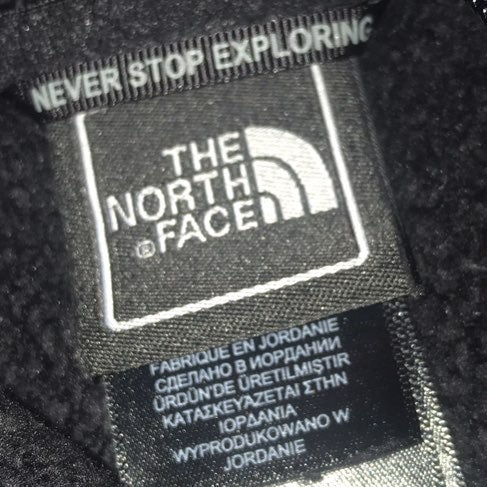 NEVER STOP EXPLORING
THE
NORTH
FACE
®
FABRIQUE EN JORDANIE
СДЕЛАНО В ИОРДАНИИ
ÜRDÜN'DE ÜRETILMIŞTIR
ΚΑΤΑΣΚΕΥΑΖΕΤΑΙ ΣΤΗΝ
ΙΟΡΔΑΝΙΑ
WYPRODUKOWANO W
JORDANIE